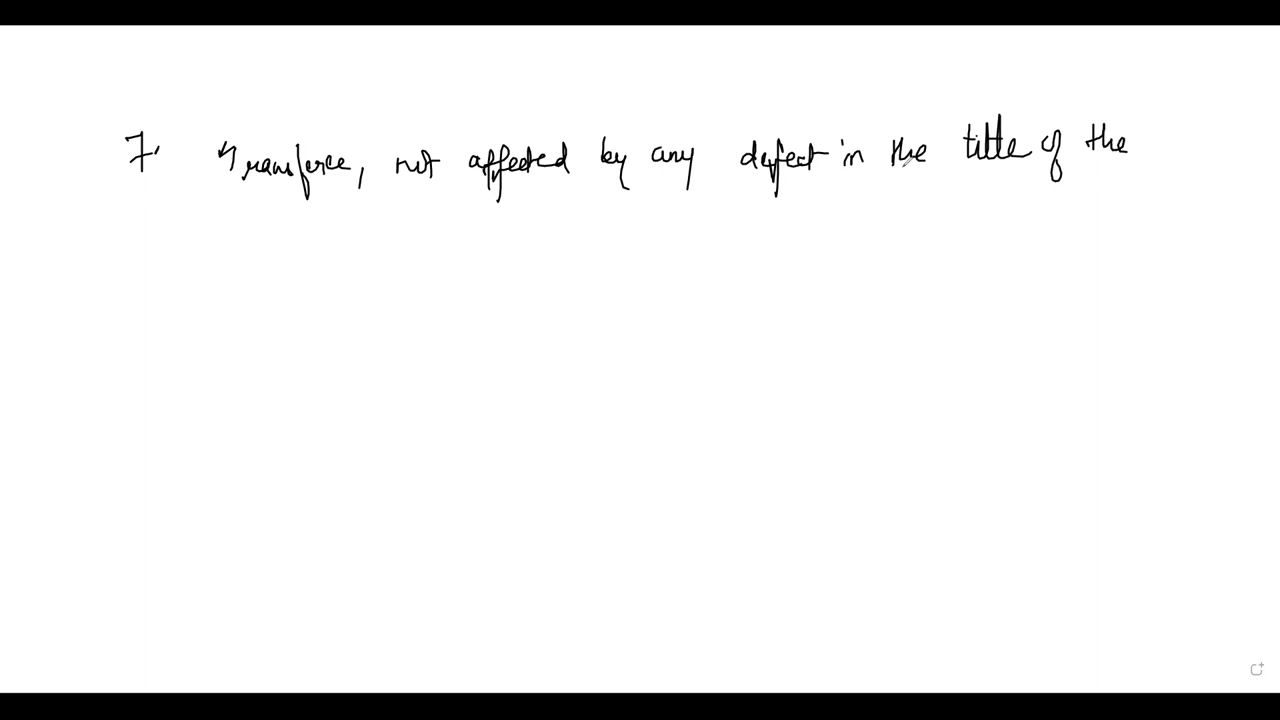 7. Transferee, not affected by any defect in the title of the